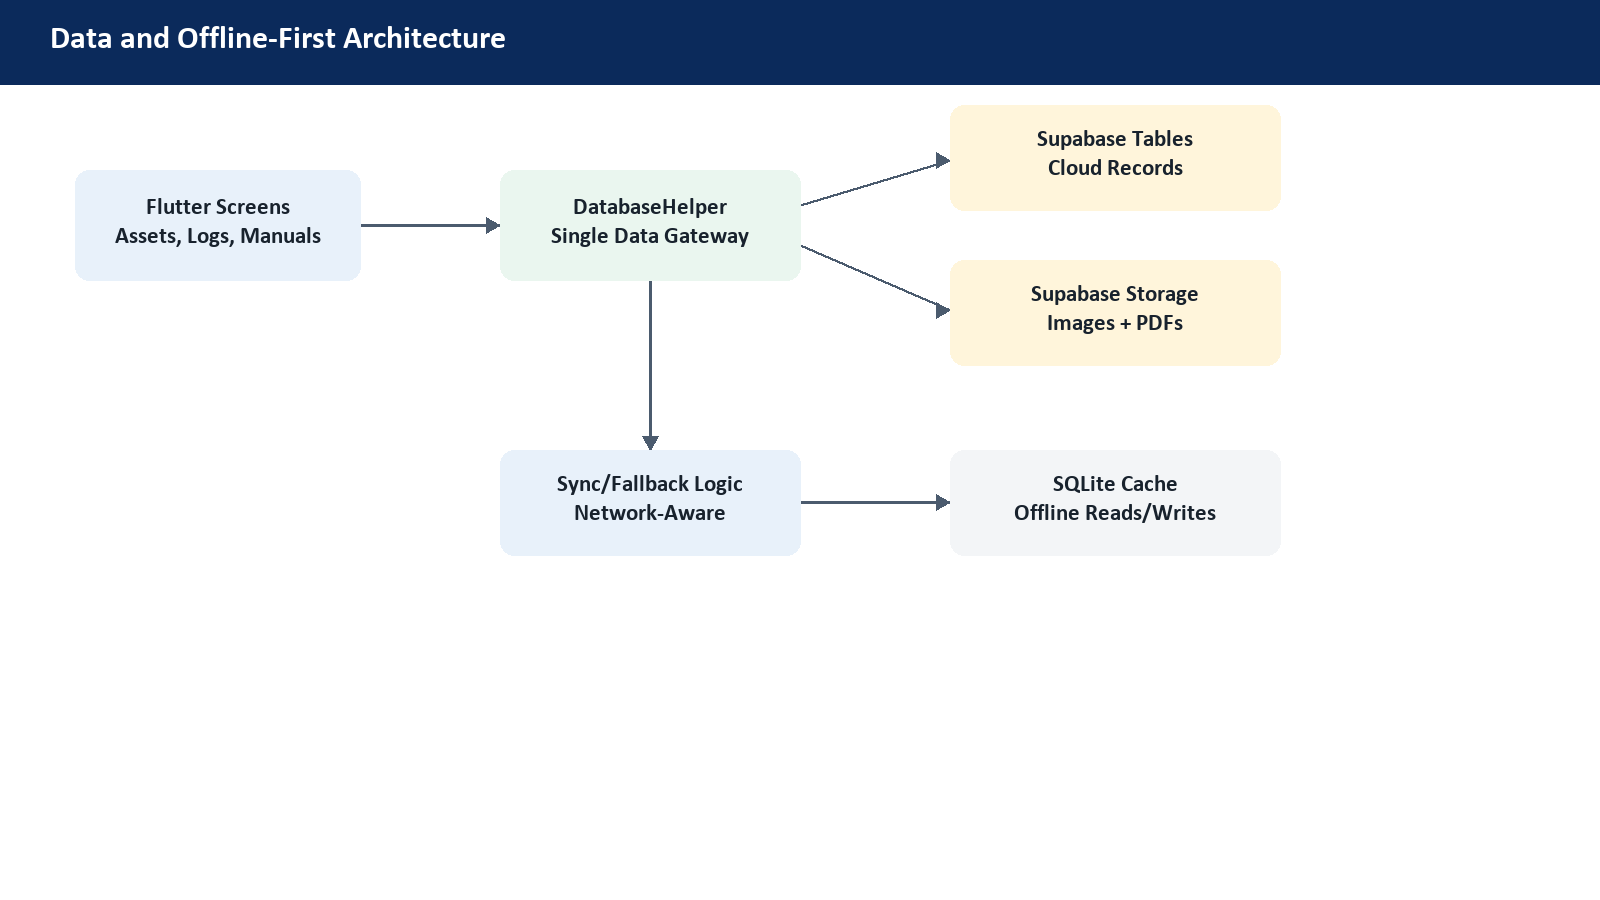 Data and Offline-First Architecture
Flutter Screens
Assets, Logs, Manuals
DatabaseHelper
Single Data Gateway
Supabase Tables
Cloud Records
Supabase Storage
Images + PDFs
Sync/Fallback Logic
Network-Aware
SQLite Cache
Offline Reads/Writes